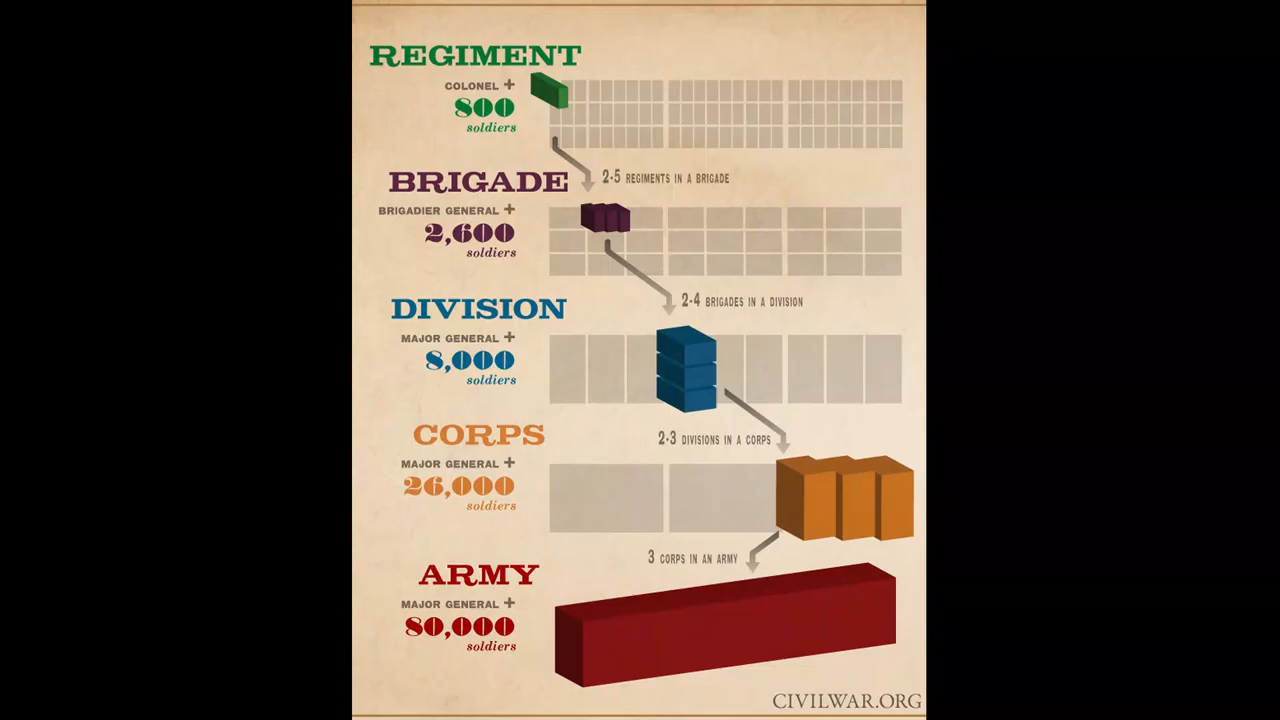 REGIMENT
COLONEL +
800
soldiers
2-5 REGIMENTS IN A BRIGADE
BRIGADE
BRIGADIER GENERAL +
2,600
soldiers
2-4 BRIGADES IN A DIVISION
DIVISION
MAJOR GENERAL +
8,000
soldiers
2-3 DIVISIONS IN A CORPS
CORPS
MAJOR GENERAL +
26,000
soldiers
3 CORPS IN AN ARMY
ARMY
MAJOR GENERAL +
80,000
soldiers
CIVILWAR.ORG